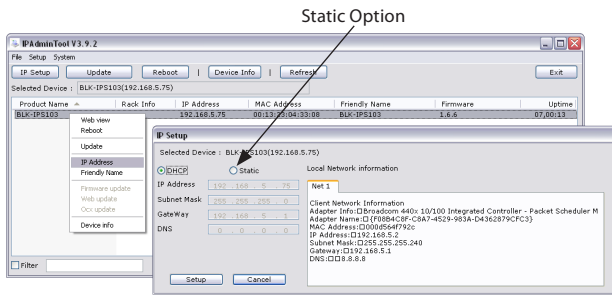 Static Option
IPAdminTool V3.9.2
File Setup System
IP Setup Update Reboot | Device Info | Refresh Exit
Selected Device : BLK-IPS103(192.168.5.75)
Product Name Rack Info IP Address MAC Address Friendly Name Firmware Uptime
BLK-IPS103 192.168.5.75 00:13:23:04:33:08 BLK-IPS103 1.6.6 07,00:13
Web view
Reboot
Update
IP Address
Friendly Name
Firmware update
Web update
Ocx update
Device info
Filter
IP Setup
Selected Device : BLK-IPS103(192.168.5.75)
DHCP Static
IP Address 192 . 168 . 5 . 75
Subnet Mask 255 . 255 . 255 . 0
GateWay 192 . 168 . 5 . 1
DNS 0 . 0 . 0 . 0
Setup Cancel
Local Network information
Net 1
Client Network Information
Adapter Info:□Broadcom 440x 10/100 Integrated Controller - Packet Scheduler M
Adapter Name:□{F08B4C8F-C8A7-4529-983A-D4362879CFC3}
MAC Address:□000d564f792c
IP Address:□192.168.5.2
Subnet Mask:□255.255.255.240
Gateway:□192.168.5.1
DNS:□□8.8.8.8